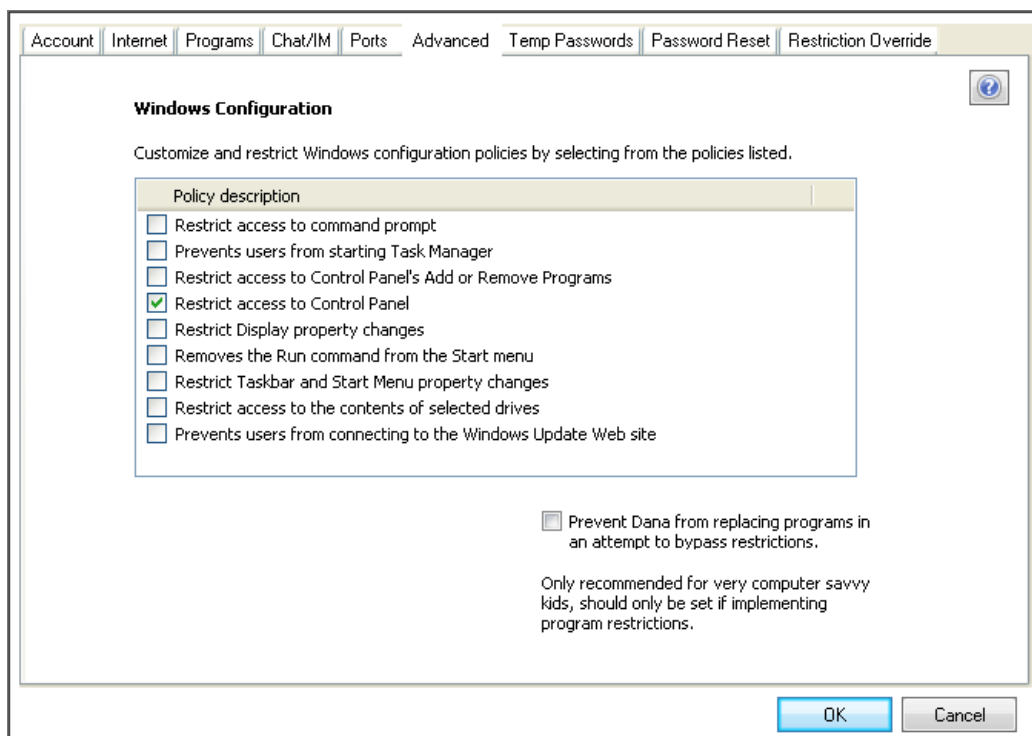 Account Internet Programs Chat/IM Ports Advanced Temp Passwords Password Reset Restriction Override
?
Windows Configuration
Customize and restrict Windows configuration policies by selecting from the policies listed.
Policy description
Restrict access to command prompt
Prevents users from starting Task Manager
Restrict access to Control Panel's Add or Remove Programs
Restrict access to Control Panel
Restrict Display property changes
Removes the Run command from the Start menu
Restrict Taskbar and Start Menu property changes
Restrict access to the contents of selected drives
Prevents users from connecting to the Windows Update Web site
Prevent Dana from replacing programs in
an attempt to bypass restrictions.
Only recommended for very computer savvy
kids, should only be set if implementing
program restrictions.
OK Cancel